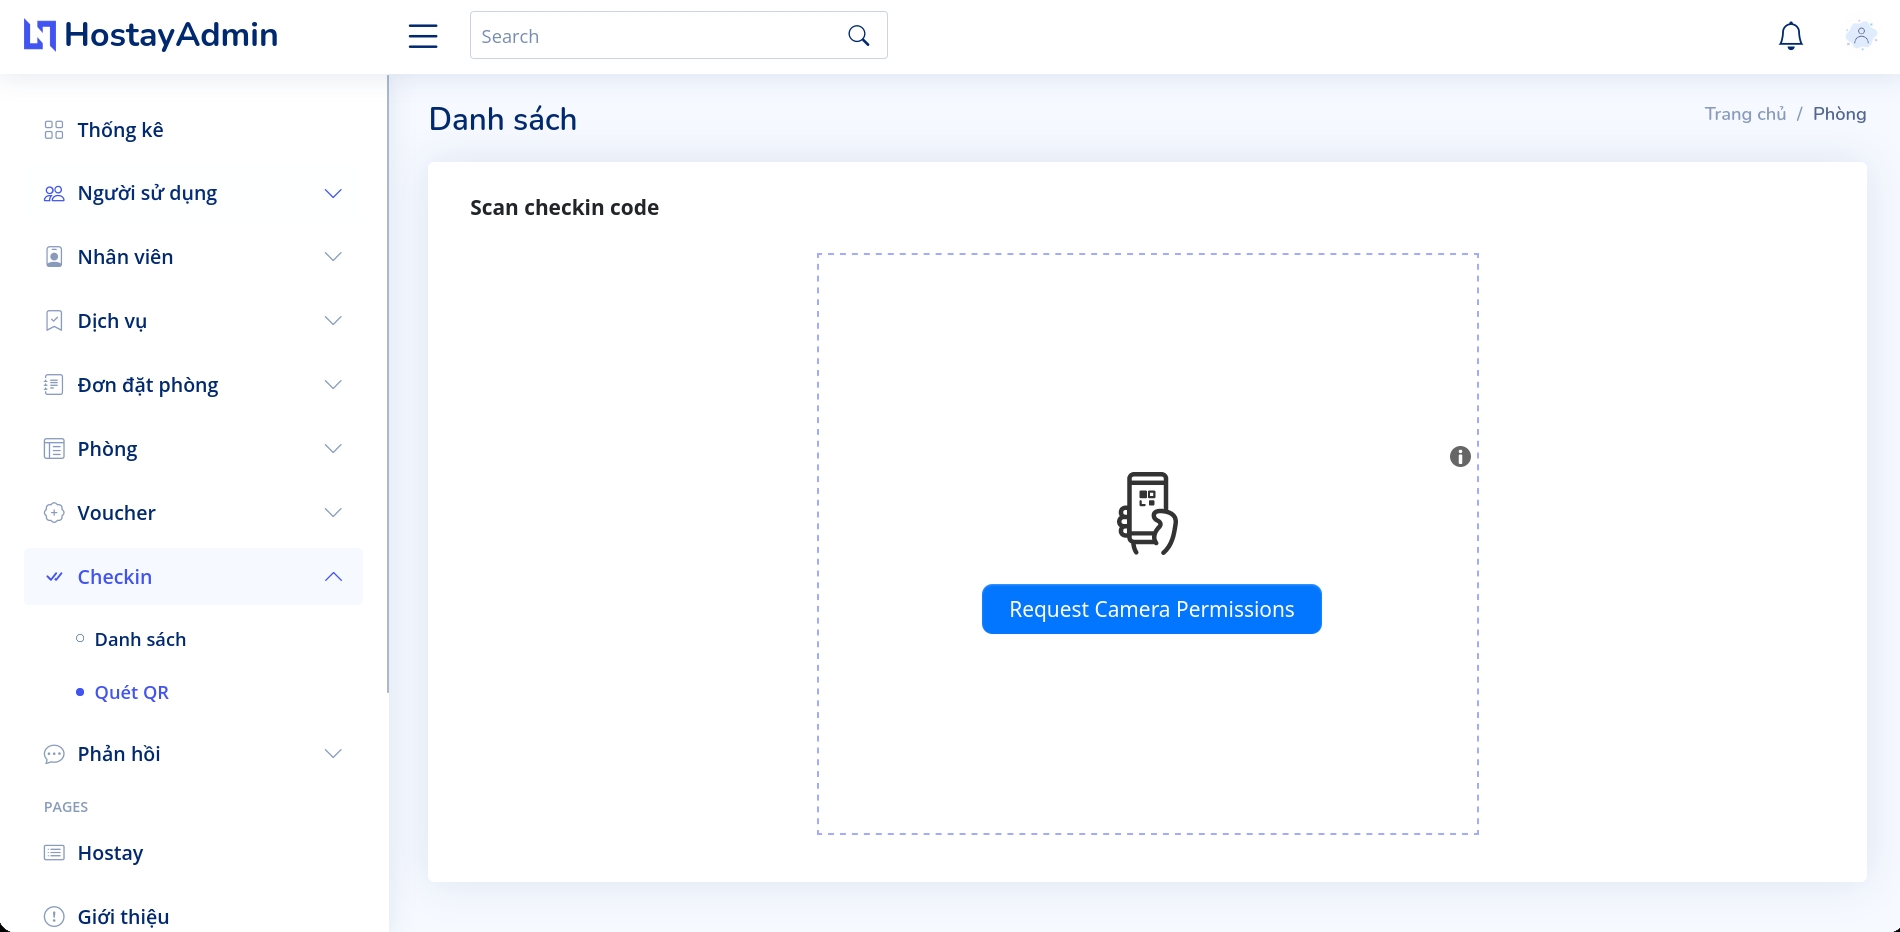 HostayAdmin
Search
Thống kê
Người sử dụng
Nhân viên
Dịch vụ
Đơn đặt phòng
Phòng
Voucher
Checkin
Danh sách
Quét QR
Phản hồi
PAGES
Hostay
Giới thiệu
Danh sách
Trang chủ / Phòng
Scan checkin code
Request Camera Permissions